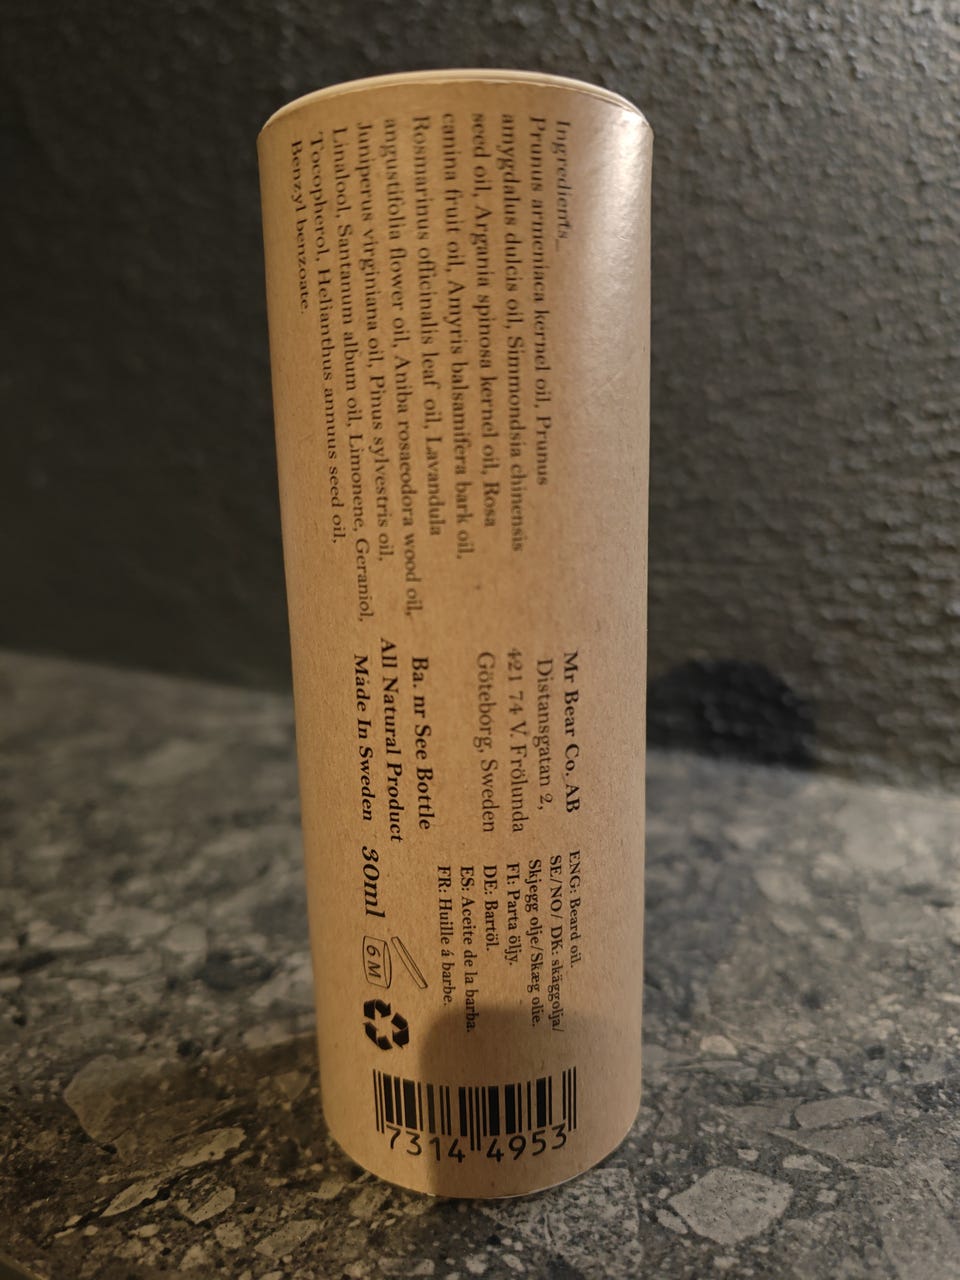 Ingredients_
Prunus armeniaca kernel oil, Prunus
amygdalus dulcis oil, Simmondsia chinensis
seed oil, Argania spinosa kernel oil, Rosa
canina fruit oil, Amyris balsamifera bark oil,
Rosmarinus officinalis leaf oil, Lavandula
angustifolia flower oil, Aniba rosaeodora wood oil,
Juniperus virginiana oil, Pinus sylvestris oil,
Linalool, Santanum album oil, Limonene, Geraniol,
Tocopherol, Helianthus annuus seed oil,
Benzyl benzoate.
Mr Bear Co. AB
Distansgatan 2,
421 74 V. Frölunda
Göteborg, Sweden
Ba. nr See Bottle
All Natural Product
Made In Sweden
ENG: Beard oil.
SE/NO/ DK: skäggolja/
Skjegg olje/Skæg olie.
FI: Parta öljy.
DE: Bartöl.
ES: Aceite de la barba.
FR: Huille á barbe.
30ml
6 M
7314 4953